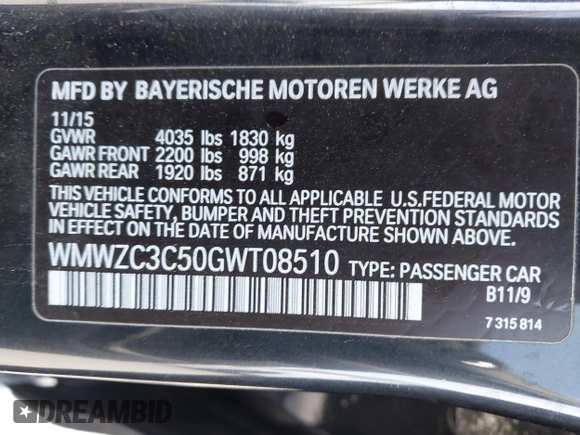 MFD BY BAYERISCHE MOTOREN WERKE AG
11/15
GVWR 4035 lbs 1830 kg
GAWR FRONT 2200 lbs 998 kg
GAWR REAR 1920 lbs 871 kg
THIS VEHICLE CONFORMS TO ALL APPLICABLE U.S.FEDERAL MOTOR
VEHICLE SAFETY, BUMPER AND THEFT PREVENTION STANDARDS
IN EFFECT ON THE DATE OF MANUFACTURE SHOWN ABOVE.
WMWZC3C50GWT08510 TYPE: PASSENGER CAR
B11/9
7 315 814
DREAMBID